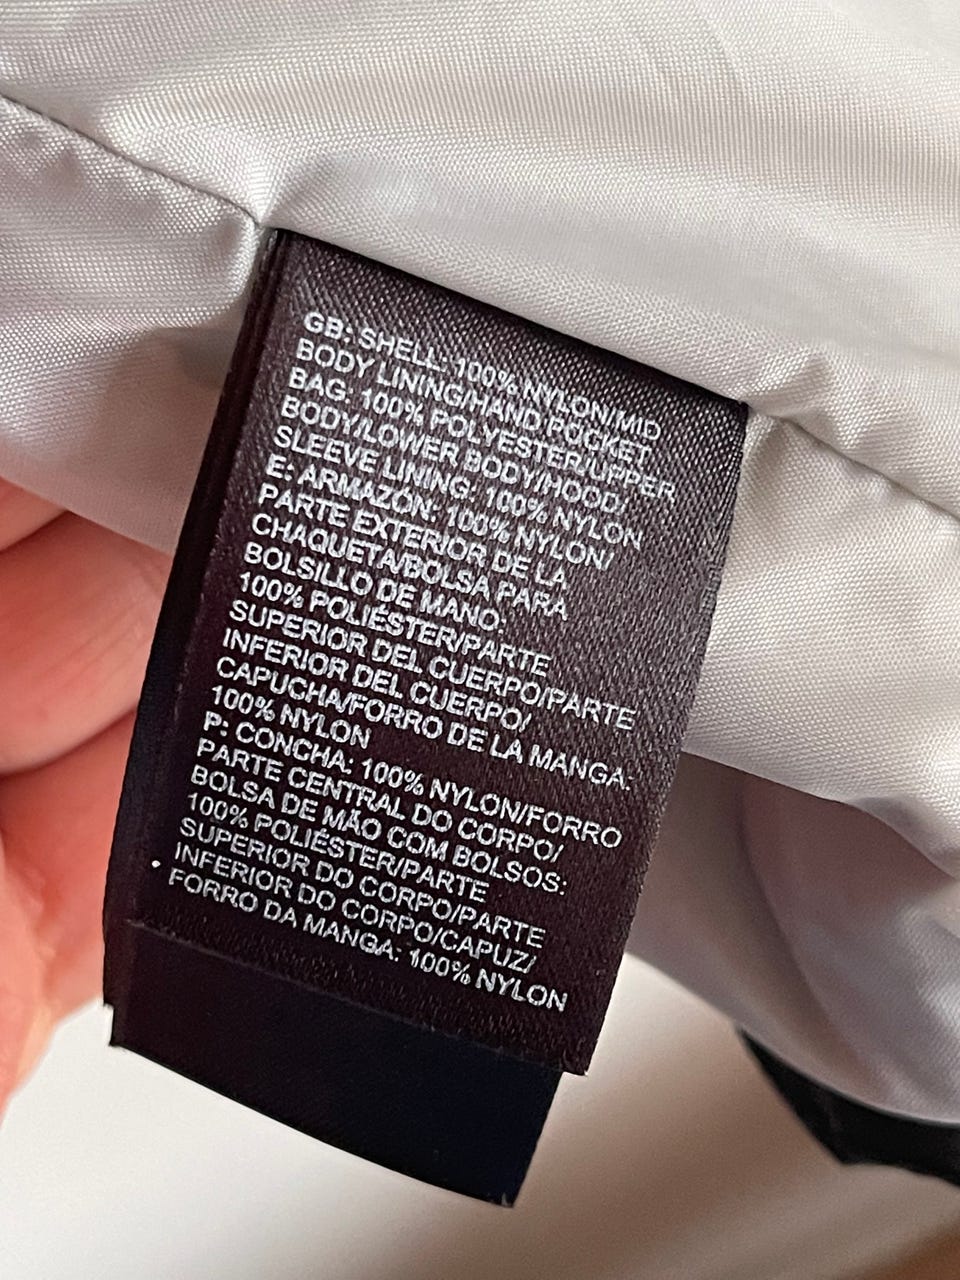 GB: SHELL: 100% NYLON/MID
BODY LINING/HAND POCKET
BAG: 100% POLYESTER/UPPER
BODY/LOWER BODY/HOOD/
SLEEVE LINING: 100% NYLON
E: ARMAZÓN: 100% NYLON/
PARTE EXTERIOR DE LA
CHAQUETA/BOLSA PARA
BOLSILLO DE MANO:
100% POLIÉSTER/PARTE
SUPERIOR DEL CUERPO/PARTE
INFERIOR DEL CUERPO/
CAPUCHA/FORRO DE LA MANGA:
100% NYLON
P: CONCHA: 100% NYLON/FORRO
PARTE CENTRAL DO CORPO/
BOLSA DE MÃO COM BOLSOS:
100% POLIÉSTER/PARTE
SUPERIOR DO CORPO/PARTE
INFERIOR DO CORPO/CAPUZ/
FORRO DA MANGA: 100% NYLON